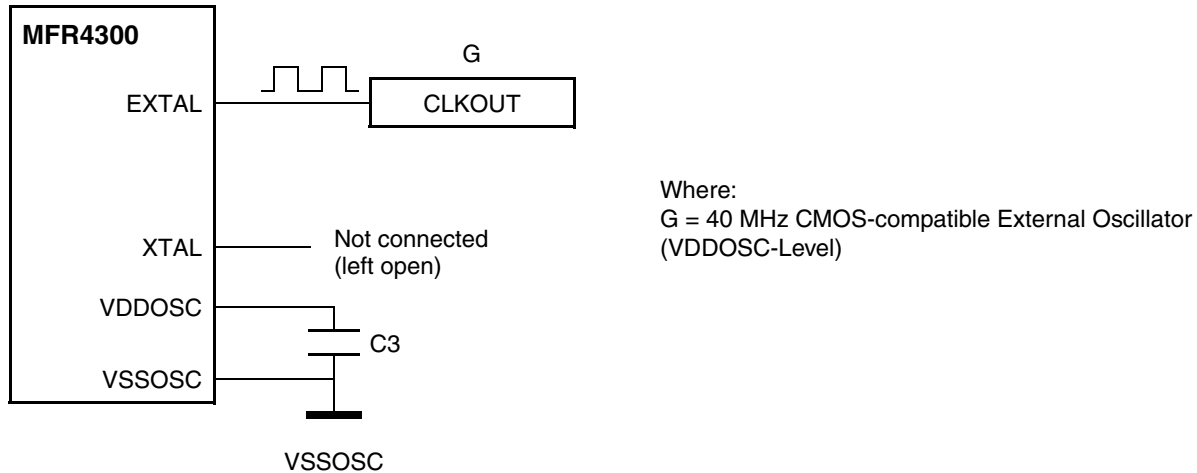 MFR4300
G
EXTAL
CLKOUT
XTAL
Not connected
(left open)
VDDOSC
C3
VSSOSC
VSSOSC
Where:
G = 40 MHz CMOS-compatible External Oscillator
(VDDOSC-Level)